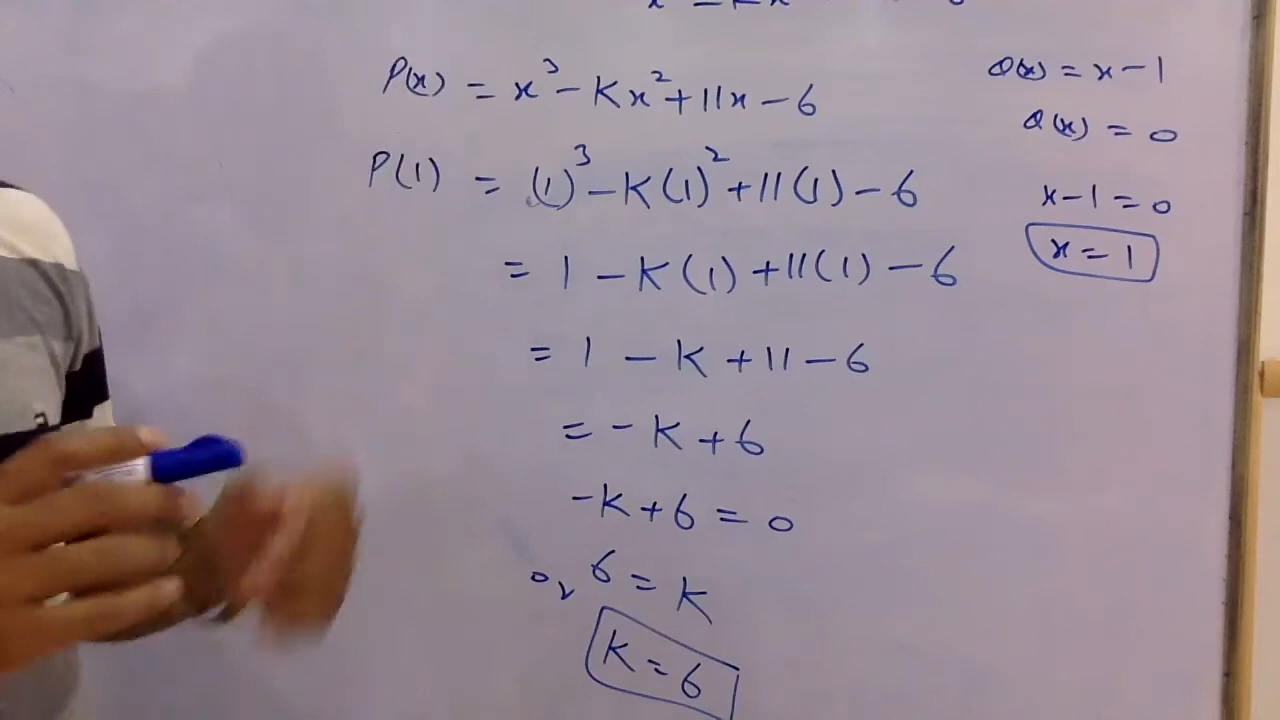 P(x) = x³ - Kx² + 11x - 6
P(1) = (1)³ - K(1)² + 11(1) - 6
= 1 - K(1) + 11(1) - 6
= 1 - K + 11 - 6
= - K + 6
-K + 6 = 0
or 6 = K
K = 6
Q(x) = x - 1
Q(x) = 0
x - 1 = 0
x = 1